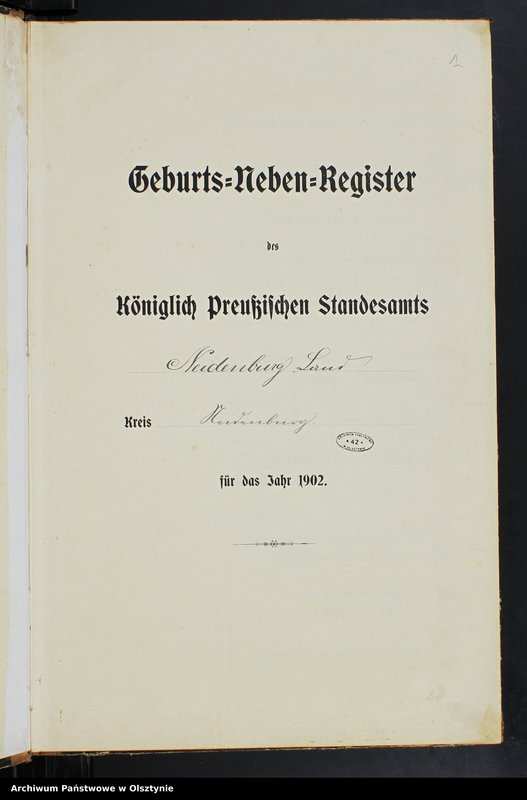 1
Geburts=Neben=Register
des
Königlich Preußischen Standesamts
Neidenburg Land
Kreis Neidenburg
• 42 •
für das Jahr 1902.
36
Archiwum Państwowe w Olsztynie